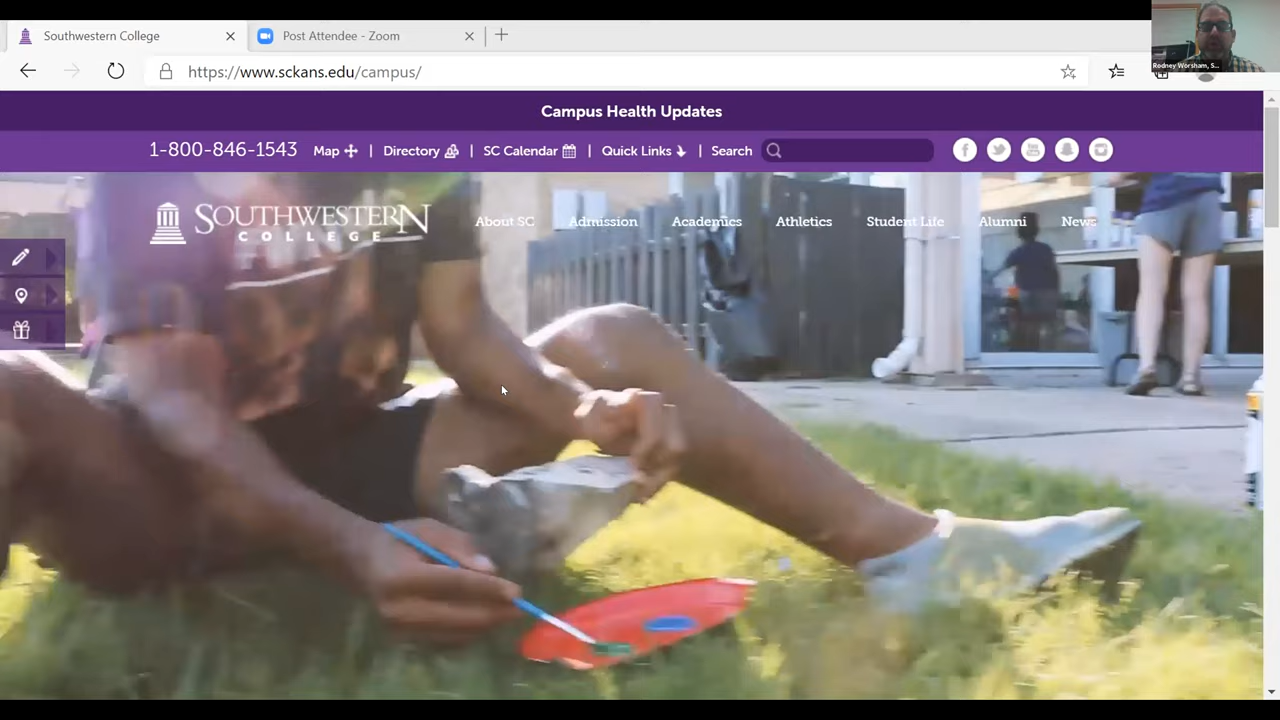 Southwestern College
Post Attendee - Zoom
Rodney Worsham, S...
https://www.sckans.edu/campus/
Campus Health Updates
1-800-846-1543 Map | Directory | SC Calendar | Quick Links | Search
SOUTHWESTERN
COLLEGE
About SC Admission Academics Athletics Student Life Alumni News